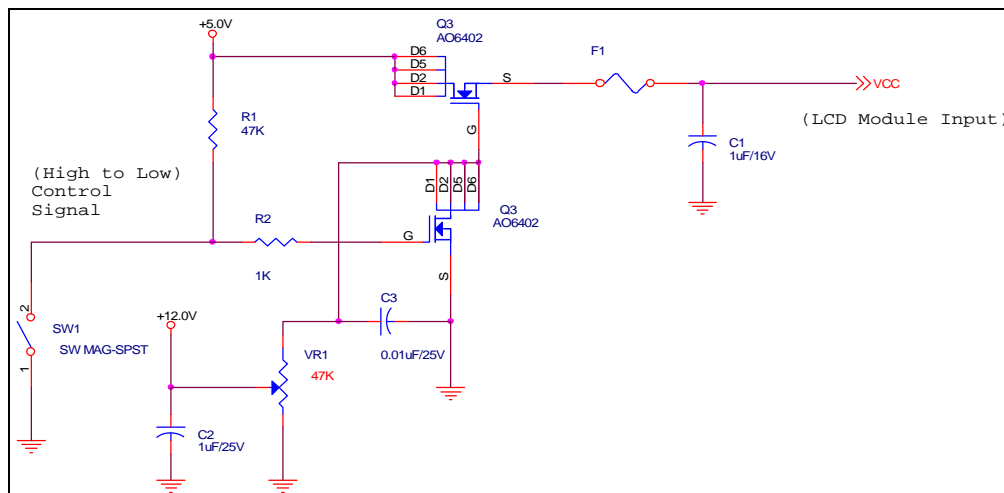 +5.0V
Q3
AO6402
D6
D5
D2
D1
S
G
F1
VCC
(LCD Module Input)
C1
1uF/16V
R1
47K
(High to Low)
Control
Signal
R2
1K
G
D1
D2
D5
D6
Q3
AO6402
S
2
SW1
SW MAG-SPST
1
+12.0V
C3
0.01uF/25V
VR1
47K
C2
1uF/25V